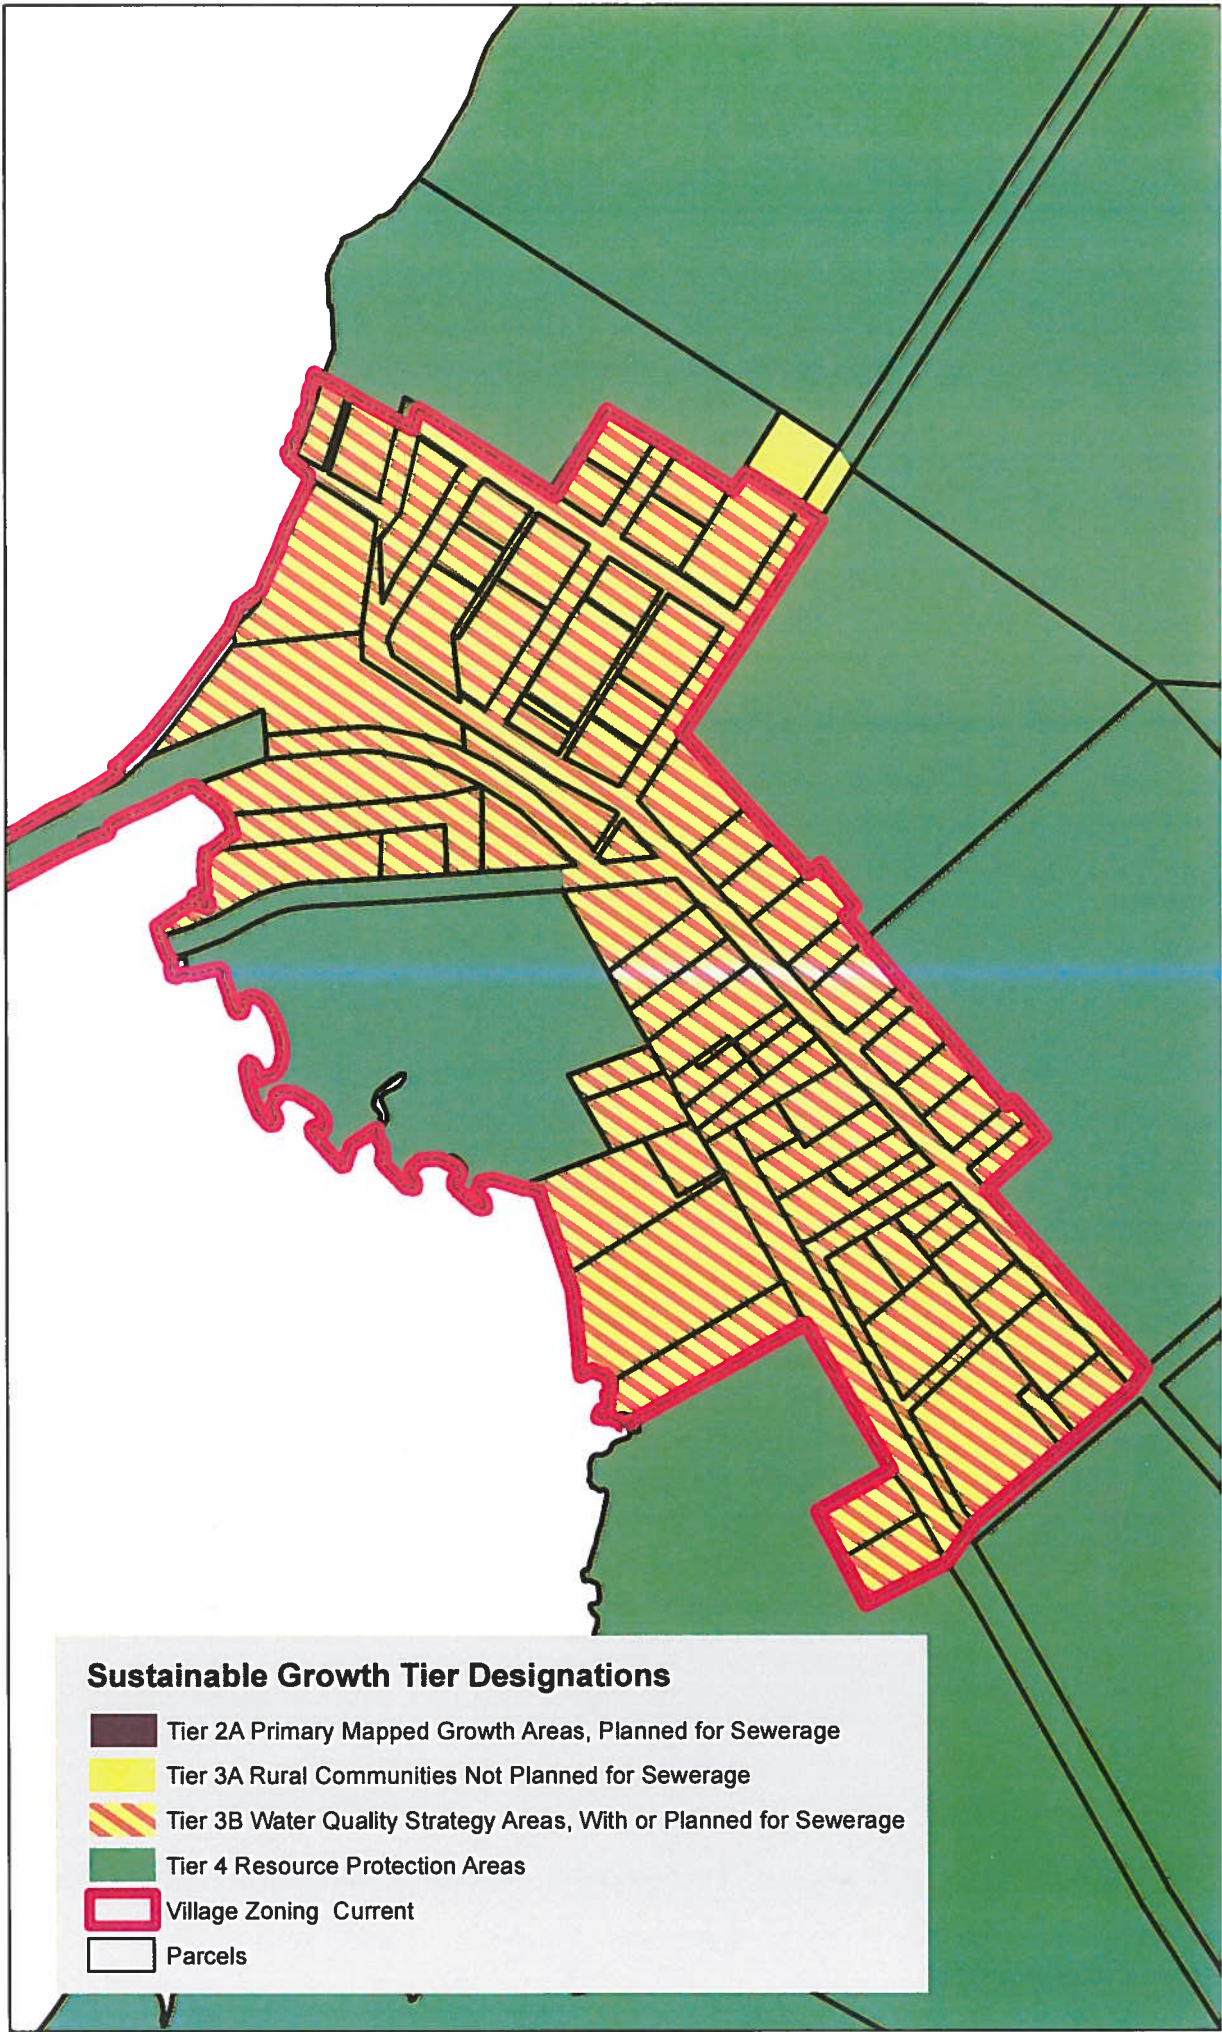 Sustainable Growth Tier Designations
Tier 2A Primary Mapped Growth Areas, Planned for Sewerage
Tier 3A Rural Communities Not Planned for Sewerage
Tier 3B Water Quality Strategy Areas, With or Planned for Sewerage
Tier 4 Resource Protection Areas
Village Zoning Current
Parcels